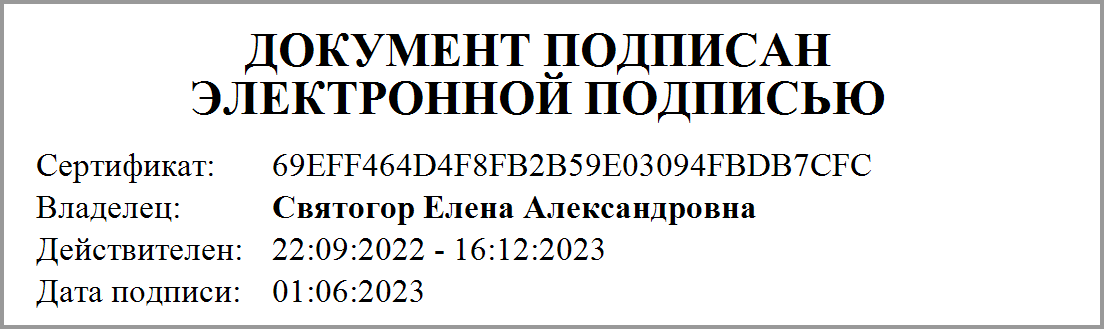 ДОКУМЕНТ ПОДПИСАН
ЭЛЕКТРОННОЙ ПОДПИСЬЮ
Сертификат: 69EFF464D4F8FB2B59E03094FBDB7CFC
Владелец: Святогор Елена Александровна
Действителен: 22:09:2022 - 16:12:2023
Дата подписи: 01:06:2023